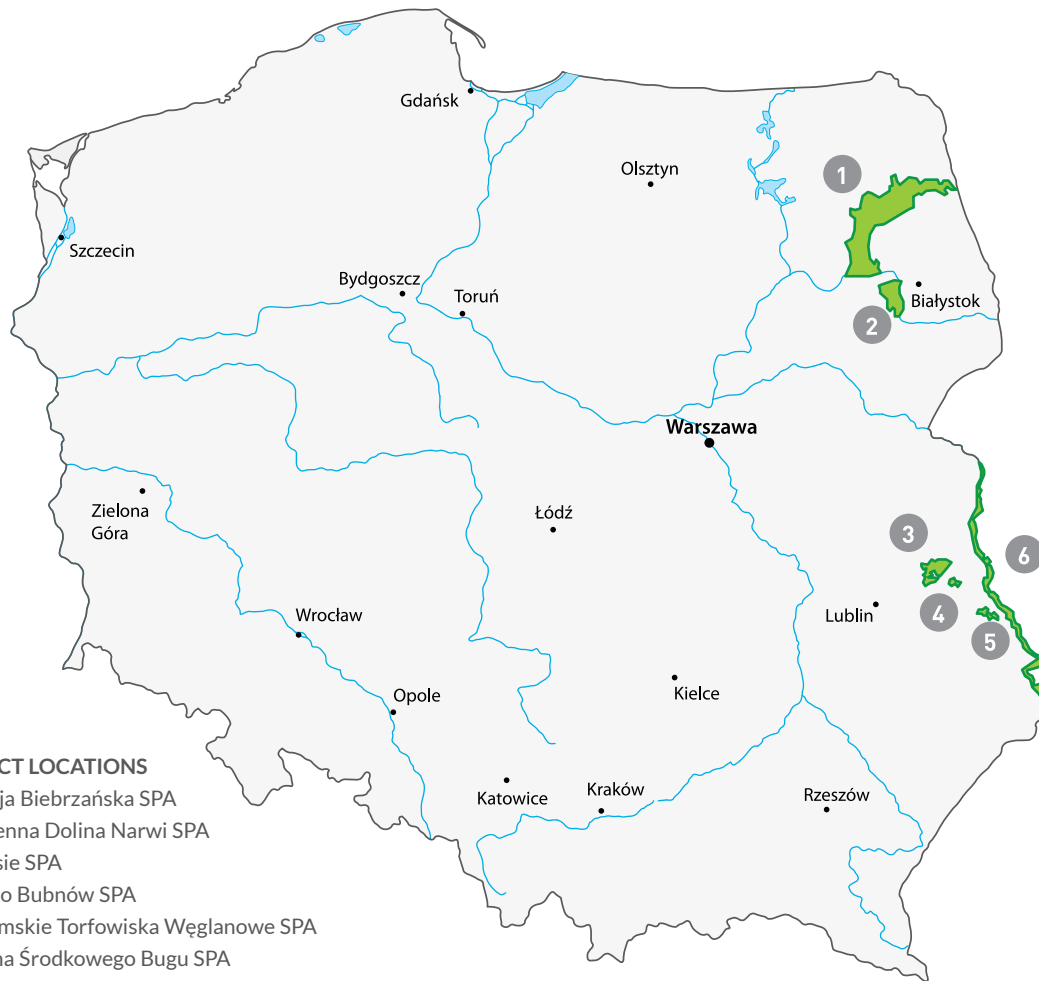 Gdańsk
Olsztyn
1
Szczecin
Bydgoszcz
Toruń
Białystok
2
Warszawa
Zielona
Góra
Łódź
3
6
Wrocław
Lublin
4
5
Opole
Kielce
Katowice
Kraków
Rzeszów
CT LOCATIONS
ja Biebrzańska SPA
enna Dolina Narwi SPA
sie SPA
o Bubnów SPA
mskie Torfowiska Węglanowe SPA
na Środkowego Bugu SPA